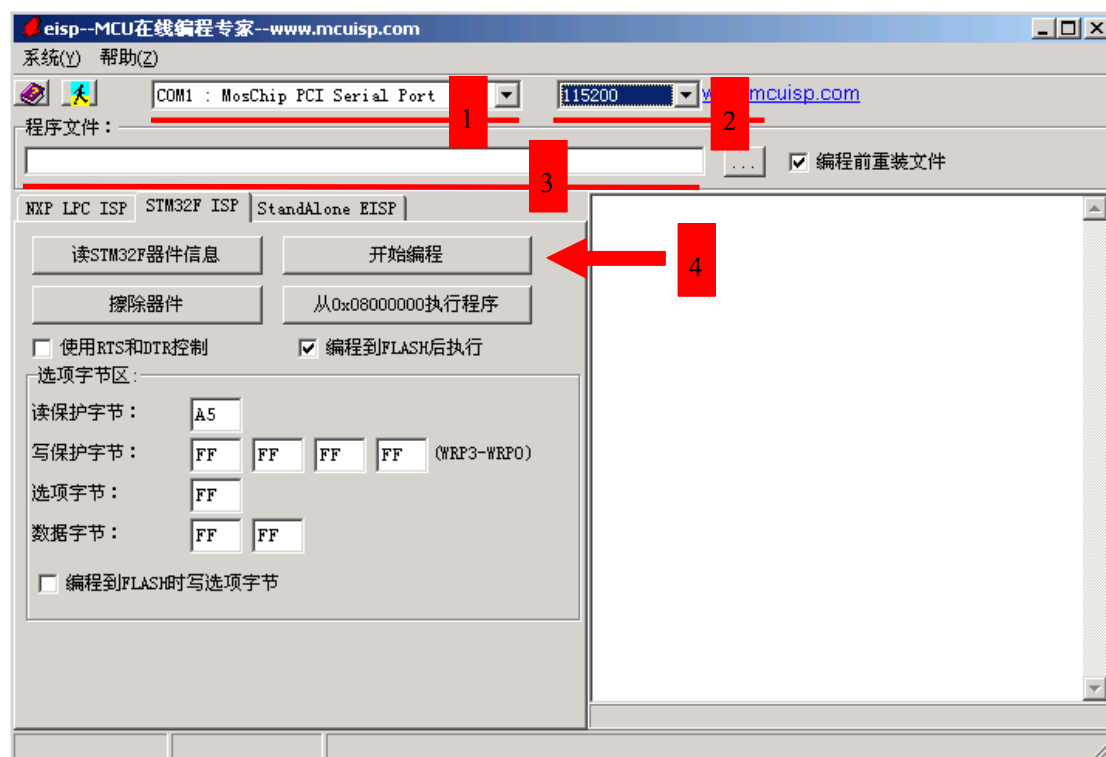 eisp--MCU在线编程专家--www.mcuisp.com
系统(Y) 帮助(Z)
COM1 : MosChip PCI Serial Port 1 115200 2 mcuisp.com
程序文件：
... 编程前重装文件
3
NXP LPC ISP STM32F ISP StandAlone EISP
读STM32F器件信息 开始编程 4
擦除器件 从0x08000000执行程序
使用RTS和DTR控制 编程到FLASH后执行
选项字节区:
读保护字节： A5
写保护字节： FF FF FF FF (WRP3-WRP0)
选项字节： FF
数据字节： FF FF
编程到FLASH时写选项字节